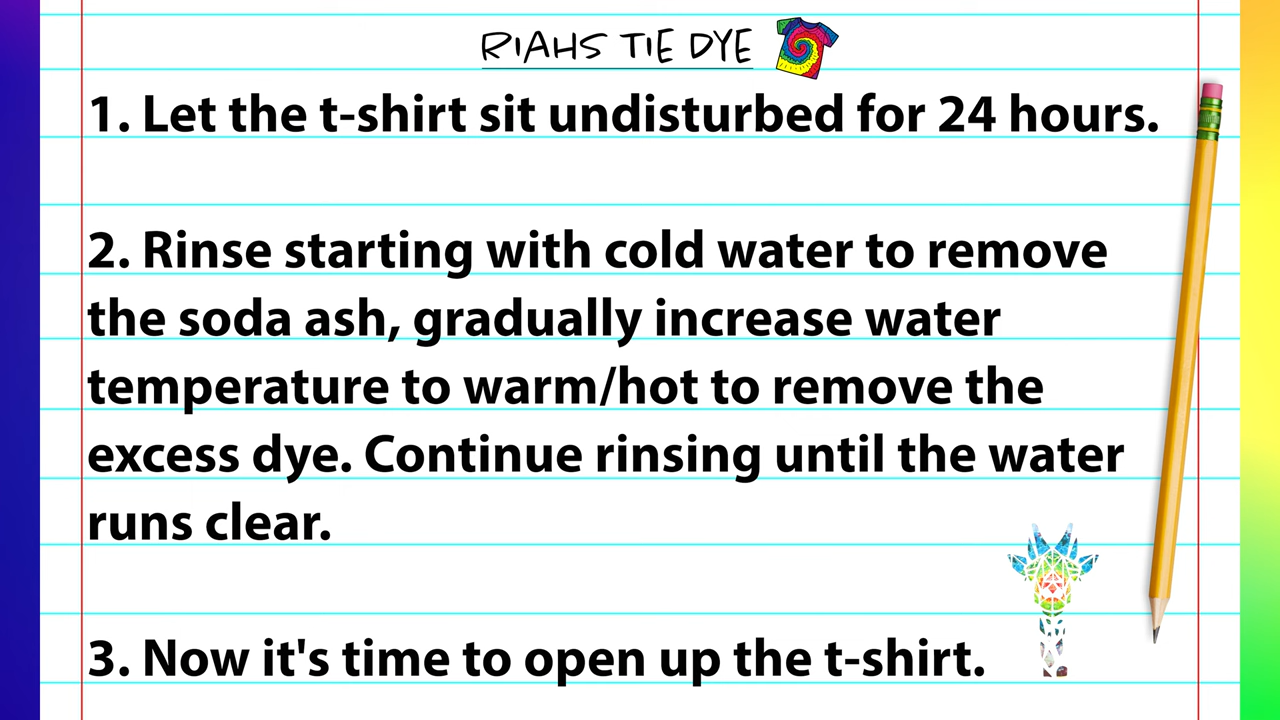 RIAHS TIE DYE
1. Let the t-shirt sit undisturbed for 24 hours.
2. Rinse starting with cold water to remove
the soda ash, gradually increase water
temperature to warm/hot to remove the
excess dye. Continue rinsing until the water
runs clear.
3. Now it's time to open up the t-shirt.